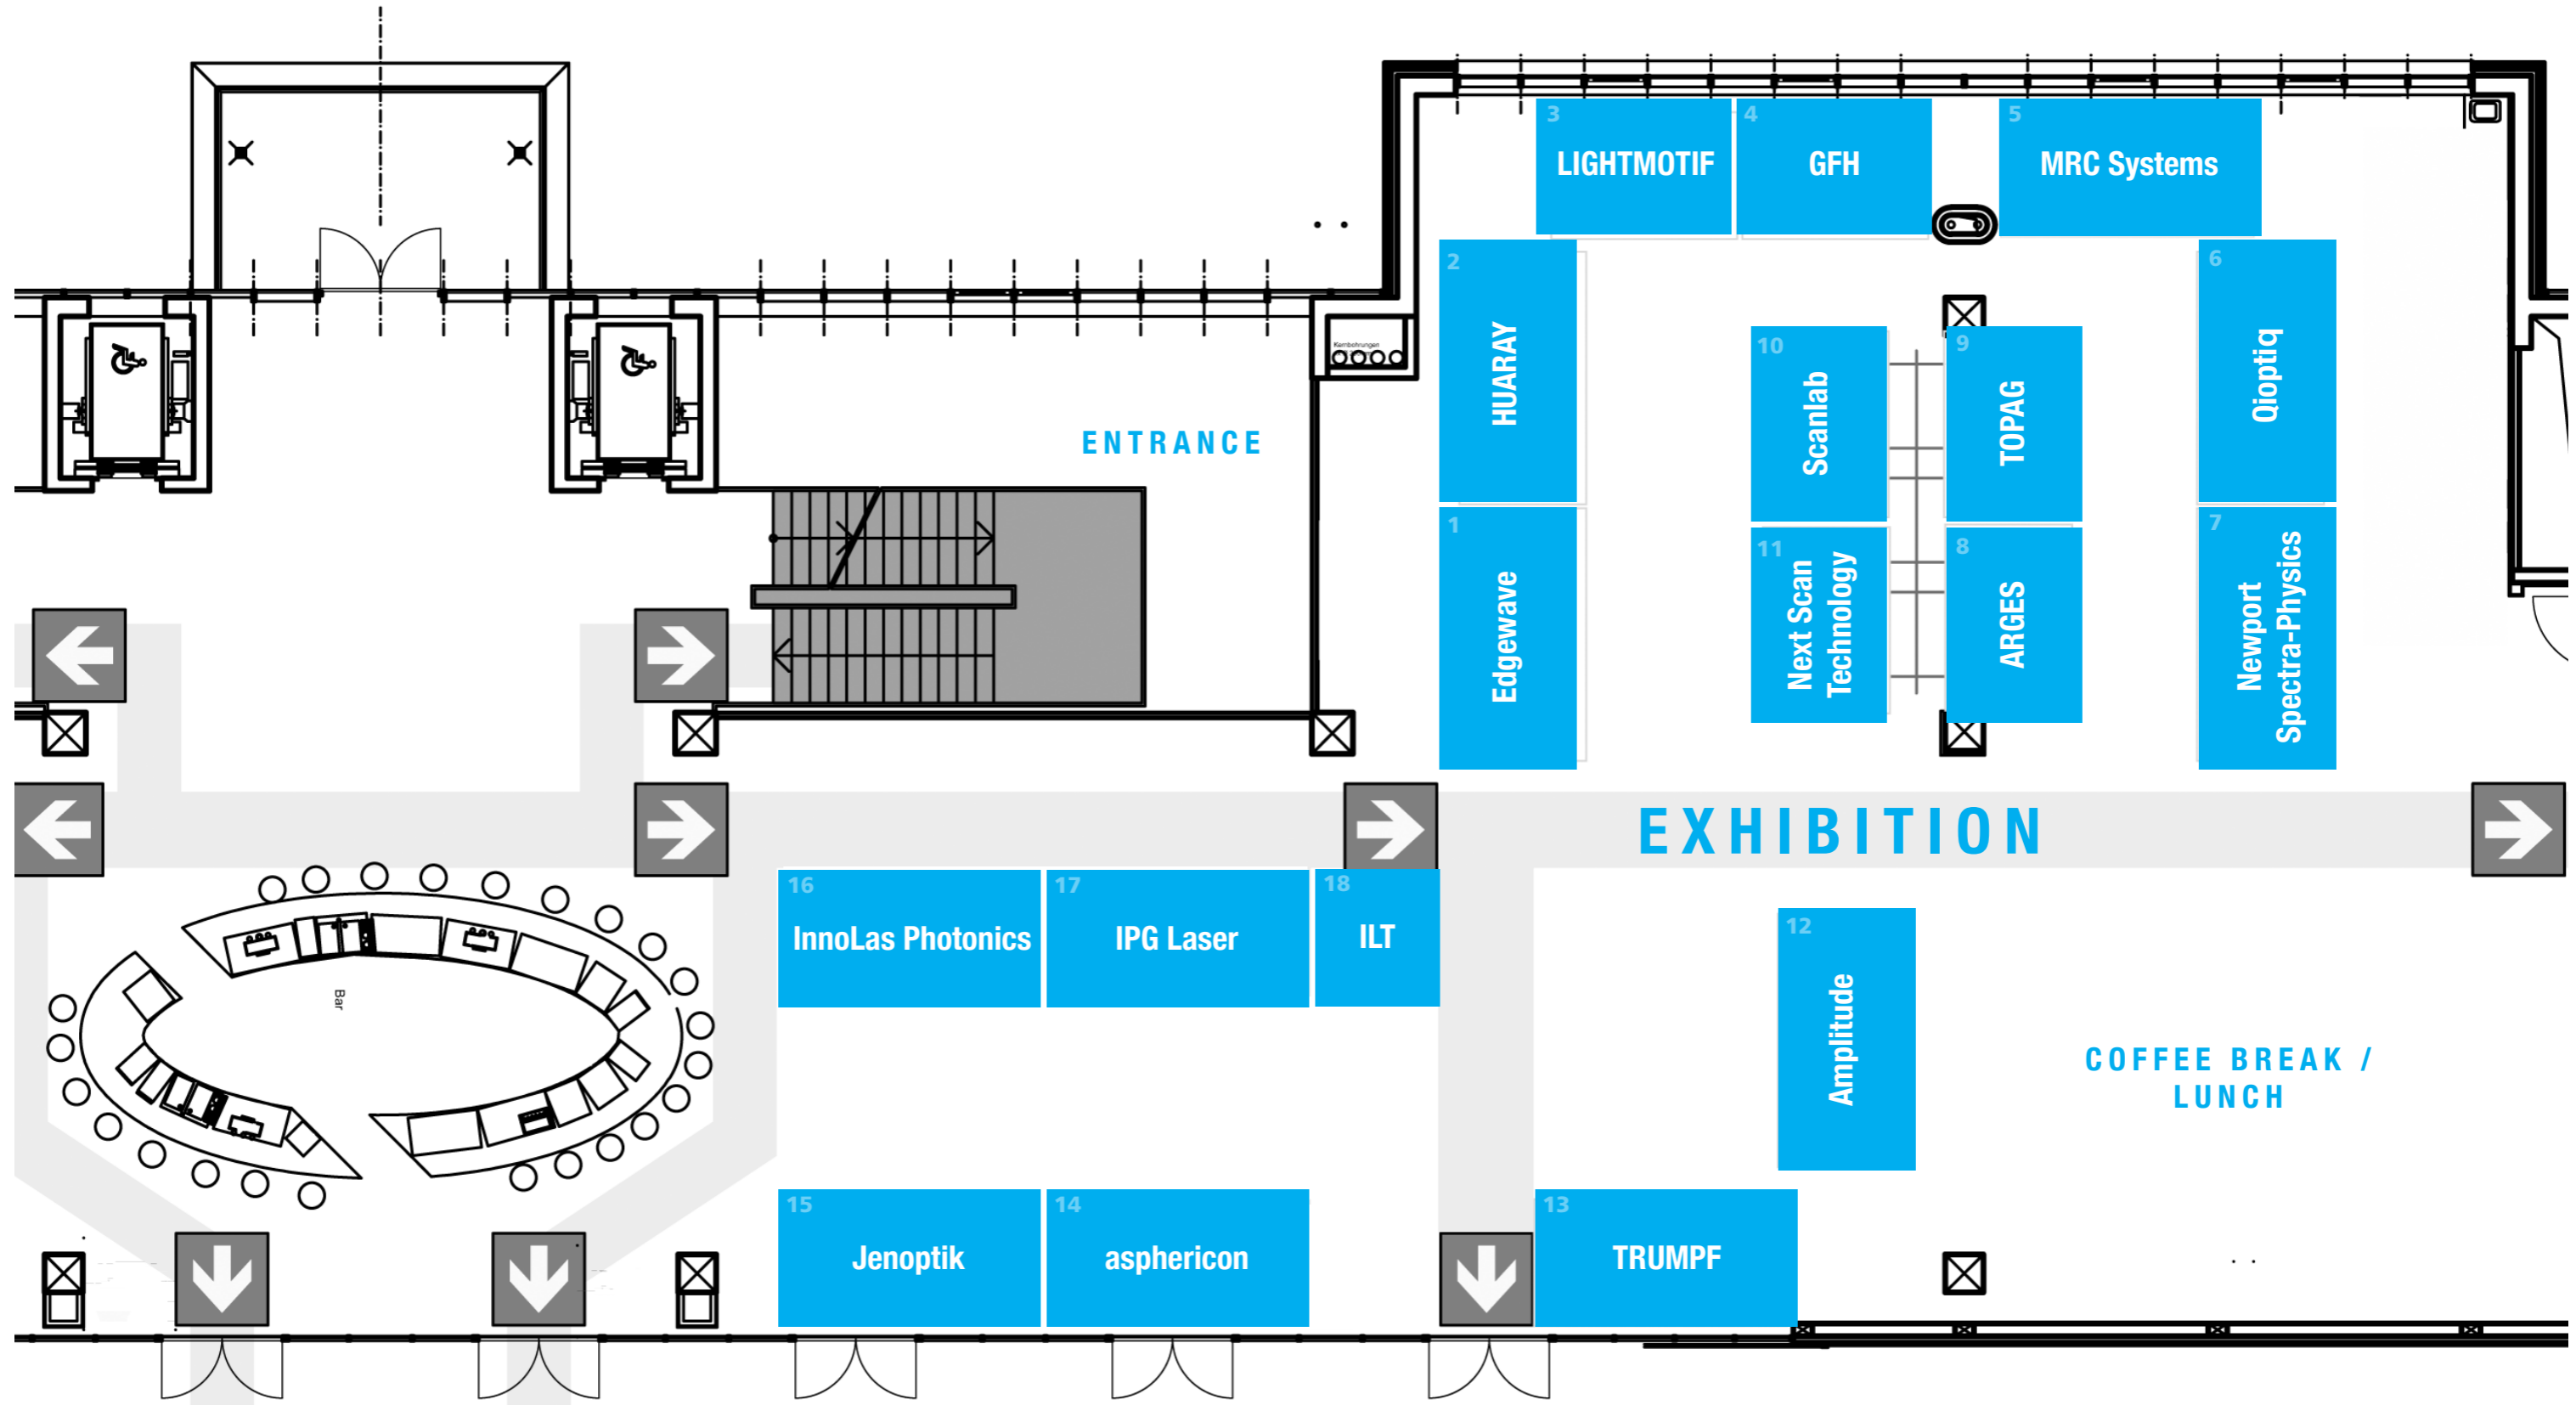 3
LIGHTMOTIF
4
GFH
5
MRC Systems
2
HUARAY
6
Qioptiq
Kernbohrungen
10
Scanlab
9
TOPAG
ENTRANCE
1
Edgewave
11
Next Scan
Technology
8
ARGES
7
Newport
Spectra-Physics
EXHIBITION
16
InnoLas Photonics
17
IPG Laser
18
ILT
12
Amplitude
Bar
COFFEE BREAK /
LUNCH
15
Jenoptik
14
asphericon
13
TRUMPF